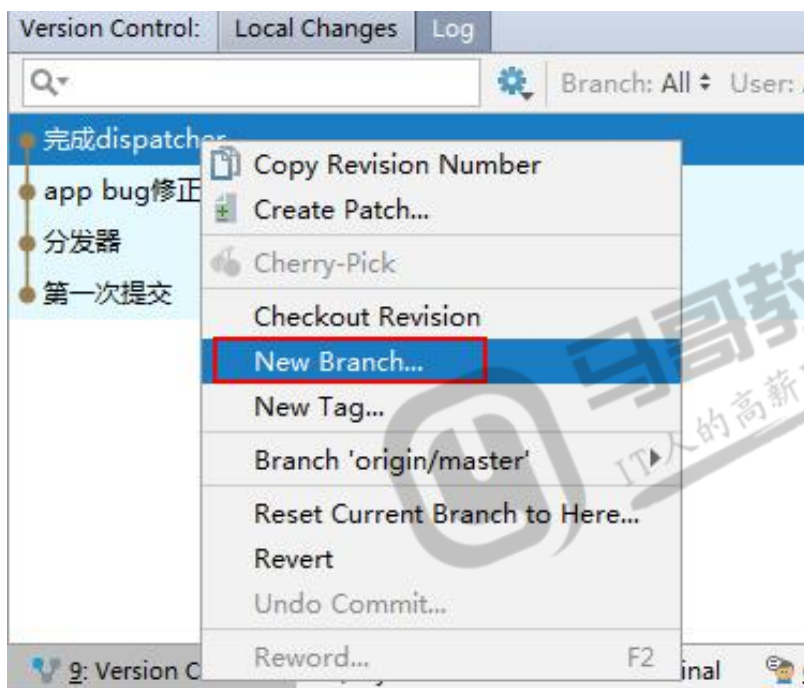 Version Control: Local Changes Log
Branch: All User:
完成dispatcher
app bug修正
分发器
第一次提交
Copy Revision Number
Create Patch...
Cherry-Pick
Checkout Revision
New Branch...
New Tag...
Branch 'origin/master'
Reset Current Branch to Here...
Revert
Undo Commit...
Reword... F2
马哥教
IT人的高薪
9: Version C
inal